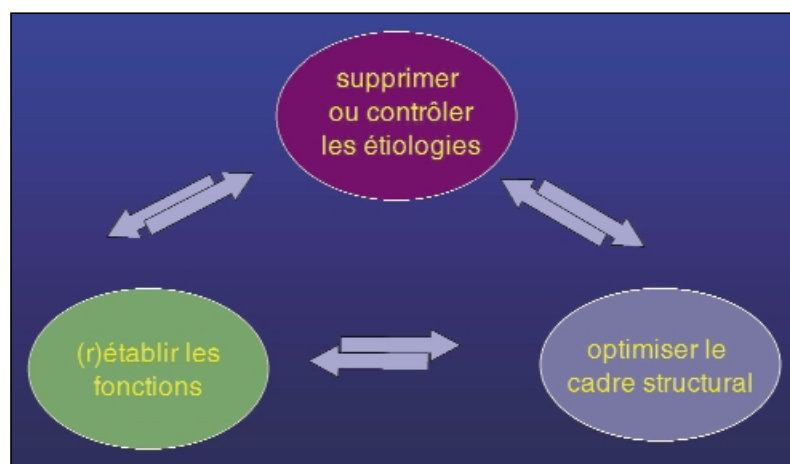 supprimer
ou contrôler
les étiologies
(r)établir les
fonctions
optimiser le
cadre structural